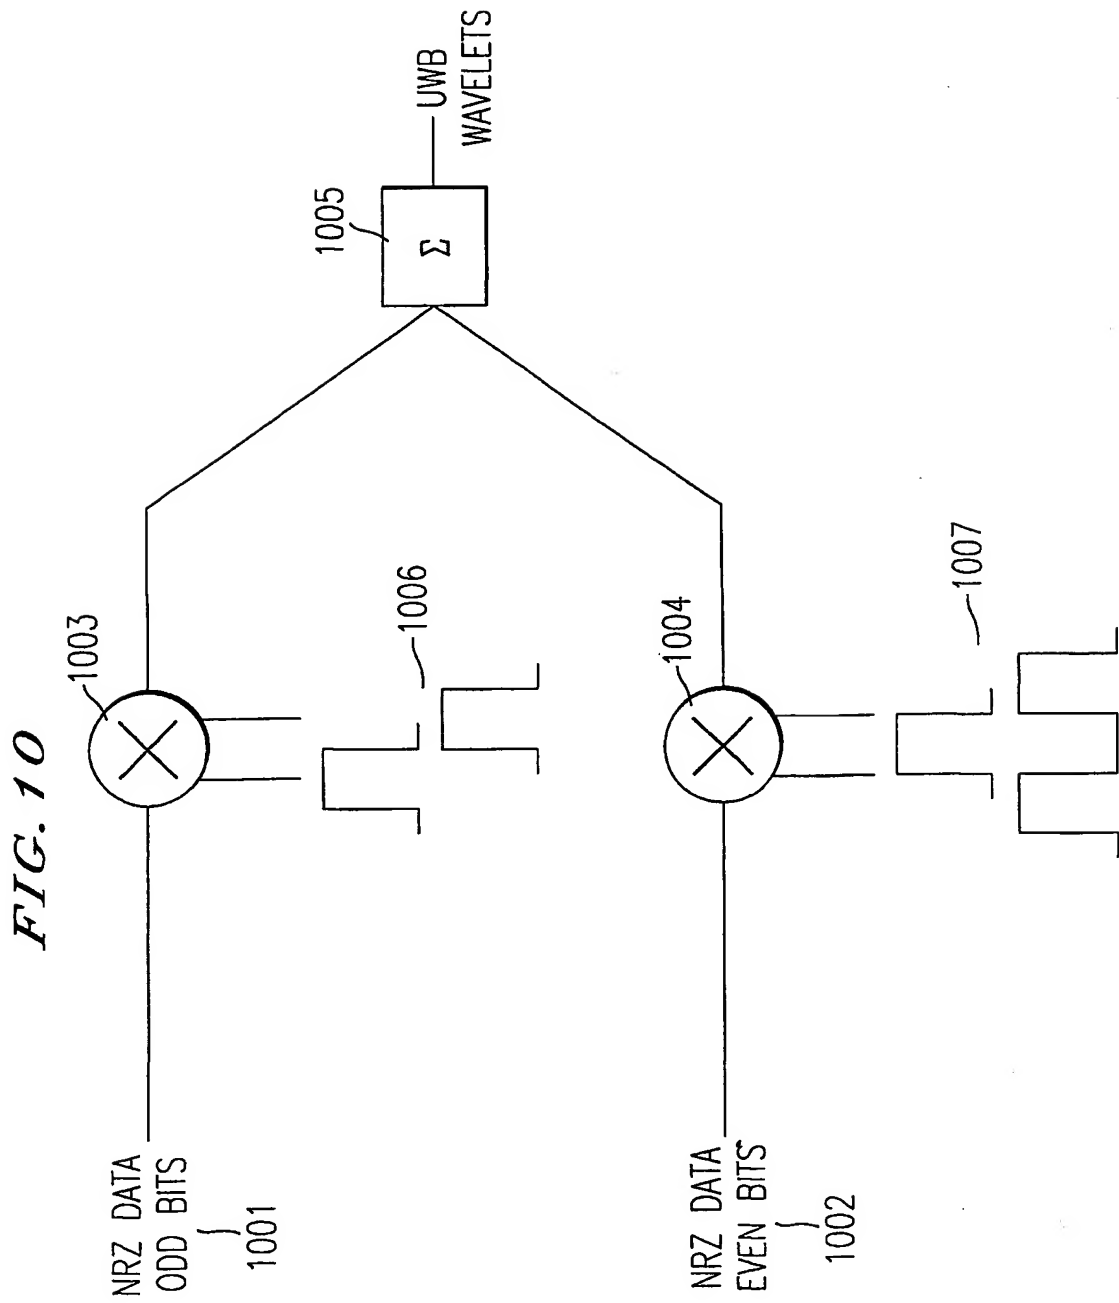 FIG. 10
NRZ DATA
ODD BITS
1001
1003
1006
1005
Σ
UWB
WAVELETS
NRZ DATA
EVEN BITS
1002
1004
1007